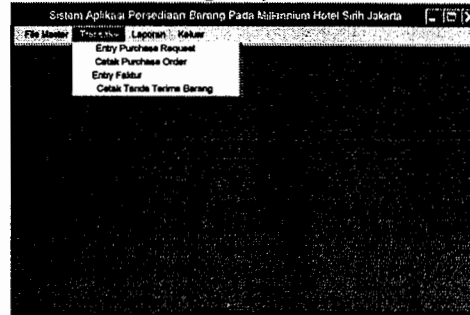 Sistem Aplikasi Persediaan Barang Pada Millennium Hotel Sirih Jakarta
File Master Transaksi Laporan Keluar
Entry Purchase Request
Cetak Purchase Order
Entry Faktur
Cetak Tanda Terima Barang